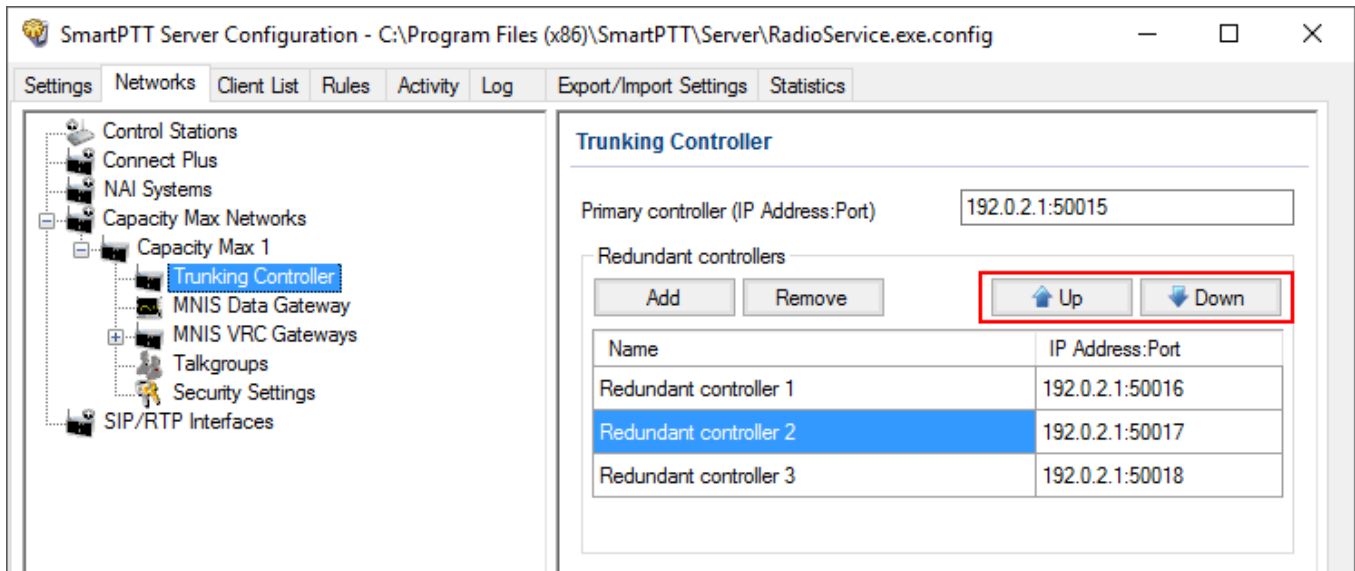 SmartPTT Server Configuration - C:\Program Files (x86)\SmartPTT\Server\RadioService.exe.config
Settings Networks Client List Rules Activity Log Export/Import Settings Statistics
Control Stations
Connect Plus
NAI Systems
Capacity Max Networks
Capacity Max 1
Trunking Controller
MNIS Data Gateway
MNIS VRC Gateways
Talkgroups
Security Settings
SIP/RTP Interfaces
Trunking Controller
Primary controller (IP Address:Port) 192.0.2.1:50015
Redundant controllers
Add Remove Up Down
Name IP Address:Port
Redundant controller 1 192.0.2.1:50016
Redundant controller 2 192.0.2.1:50017
Redundant controller 3 192.0.2.1:50018